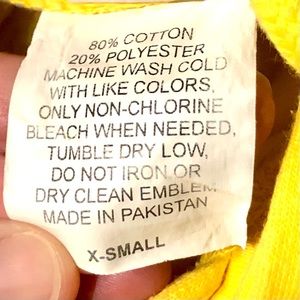 80% COTTON
20% POLYESTER
MACHINE WASH COLD
WITH LIKE COLORS,
ONLY NON-CHLORINE
BLEACH WHEN NEEDED,
TUMBLE DRY LOW,
DO NOT IRON OR
DRY CLEAN EMBLEM
MADE IN PAKISTAN
X-SMALL